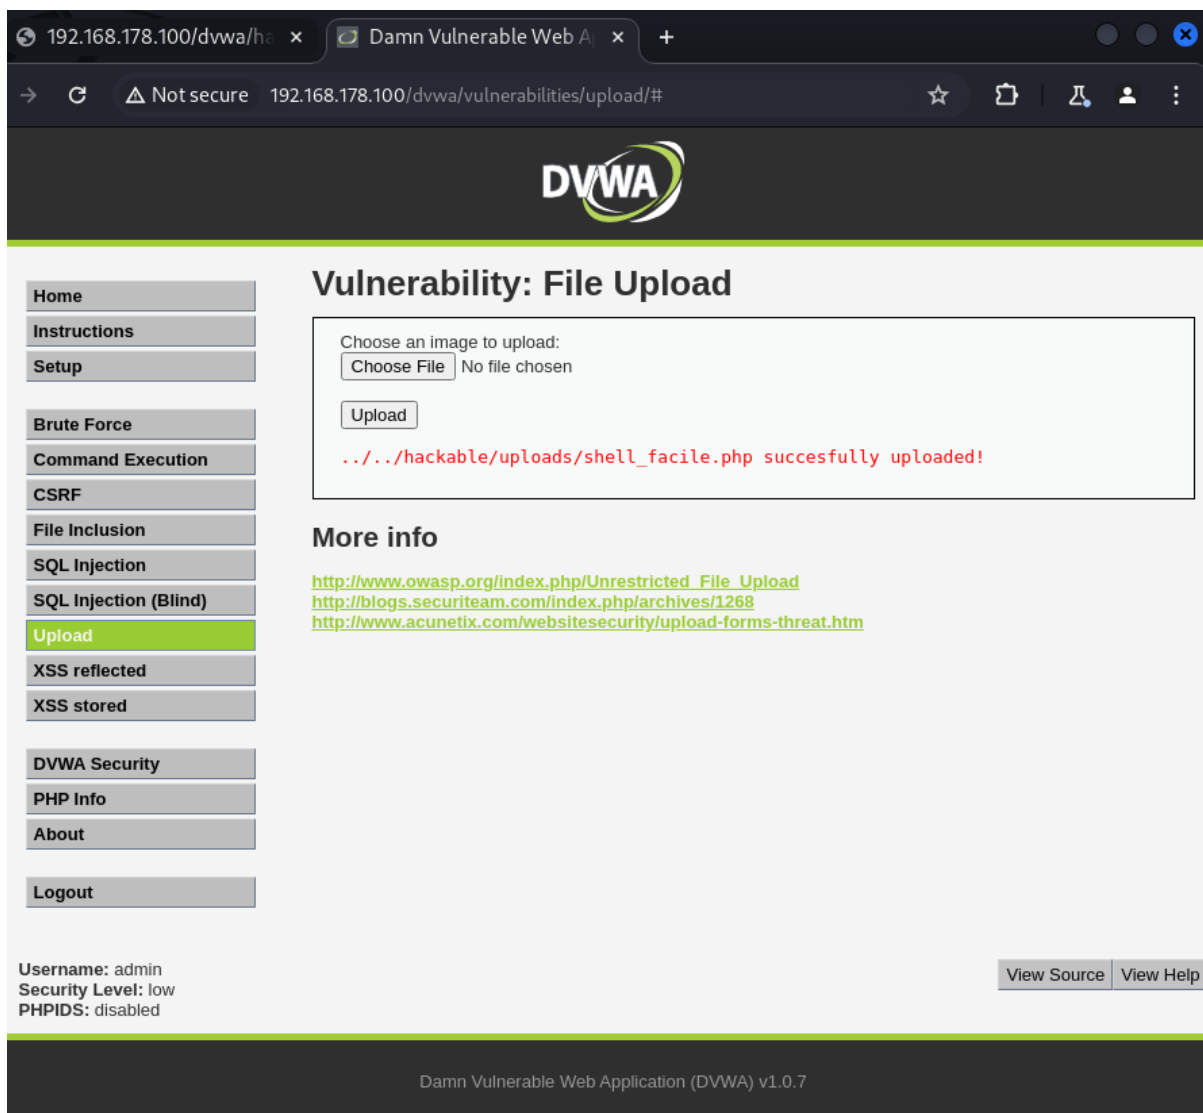 192.168.178.100/dvwa/ha
Damn Vulnerable Web A
Not secure 192.168.178.100/dvwa/vulnerabilities/upload/#
DVWA
Home
Instructions
Setup
Brute Force
Command Execution
CSRF
File Inclusion
SQL Injection
SQL Injection (Blind)
Upload
XSS reflected
XSS stored
DVWA Security
PHP Info
About
Logout
Vulnerability: File Upload
Choose an image to upload:
Choose File No file chosen
Upload
../../hackable/uploads/shell_facile.php succesfully uploaded!
More info
http://www.owasp.org/index.php/Unrestricted_File_Upload
http://blogs.securiteam.com/index.php/archives/1268
http://www.acunetix.com/websitesecurity/upload-forms-threat.htm
Username: admin
Security Level: low
PHPIDS: disabled
View Source View Help
Damn Vulnerable Web Application (DVWA) v1.0.7